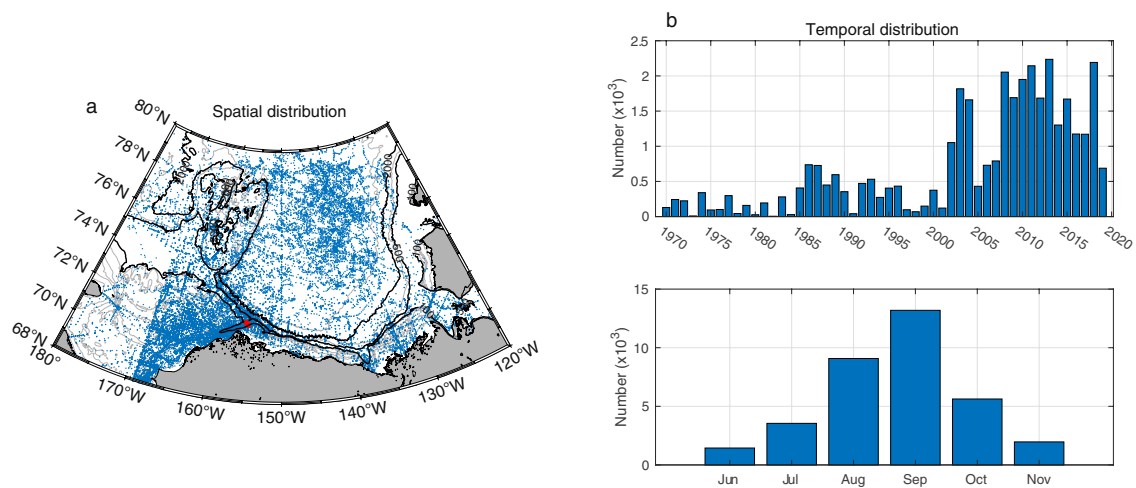 a
Spatial distribution
80°N
78°N
76°N
74°N
72°N
70°N
68°N
180°
170°W
160°W
150°W
140°W
130°W
120°W
b
Temporal distribution
Number (x10³)
2.5
2
1.5
1
0.5
0
1970
1975
1980
1985
1990
1995
2000
2005
2010
2015
2020
Number (x10³)
15
10
5
0
Jun
Jul
Aug
Sep
Oct
Nov